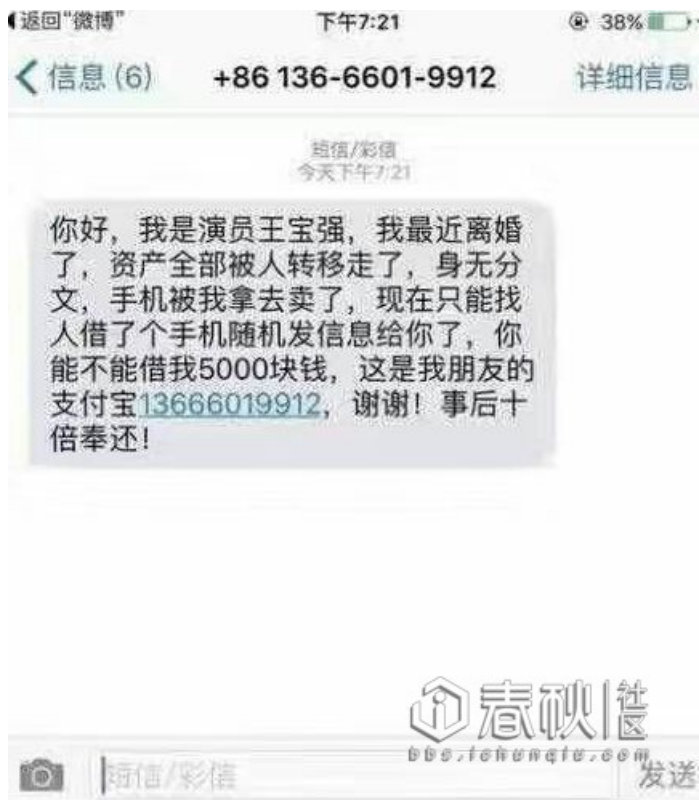 返回“微博”
下午7:21
38%
信息 (6)
+86 136-6601-9912
详细信息
短信/彩信
今天下午7:21
你好，我是演员王宝强，我最近离婚
了，资产全部被人转移走了，身无分
文，手机被我拿去卖了，现在只能找
人借了个手机随机发信息给你了，你
能不能借我5000块钱，这是我朋友的
支付宝13666019912，谢谢！事后十
倍奉还！
春秋社区
bbs.ichunqiu.com
短信/彩信
发送